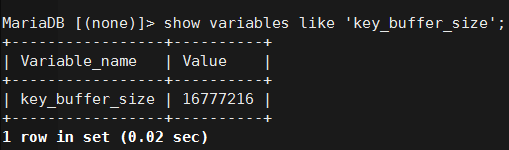 MariaDB [(none)]> show variables like 'key_buffer_size';
+-----------------+----------+
| Variable_name   | Value    |
+-----------------+----------+
| key_buffer_size | 16777216 |
+-----------------+----------+
1 row in set (0.02 sec)